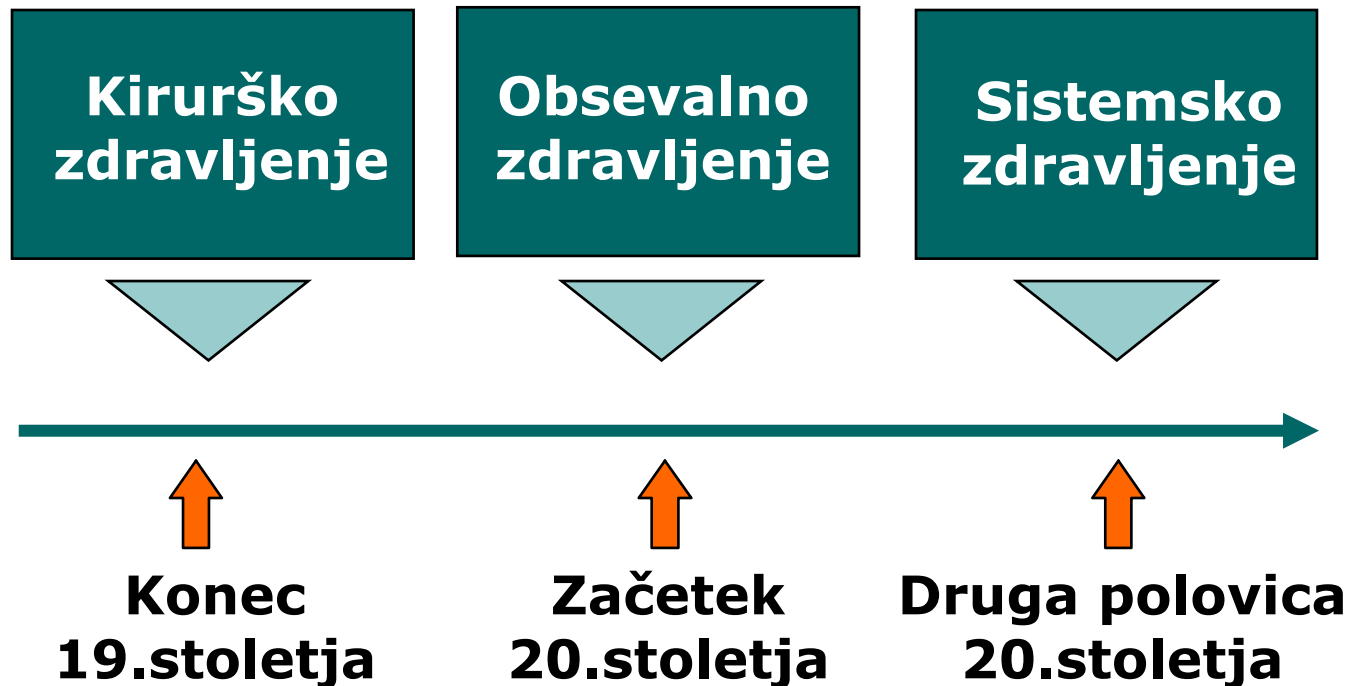 Kirurško
zdravljenje
Obsevalno
zdravljenje
Sistemsko
zdravljenje
Konec
19.stoletja
Začetek
20.stoletja
Druga polovica
20.stoletja